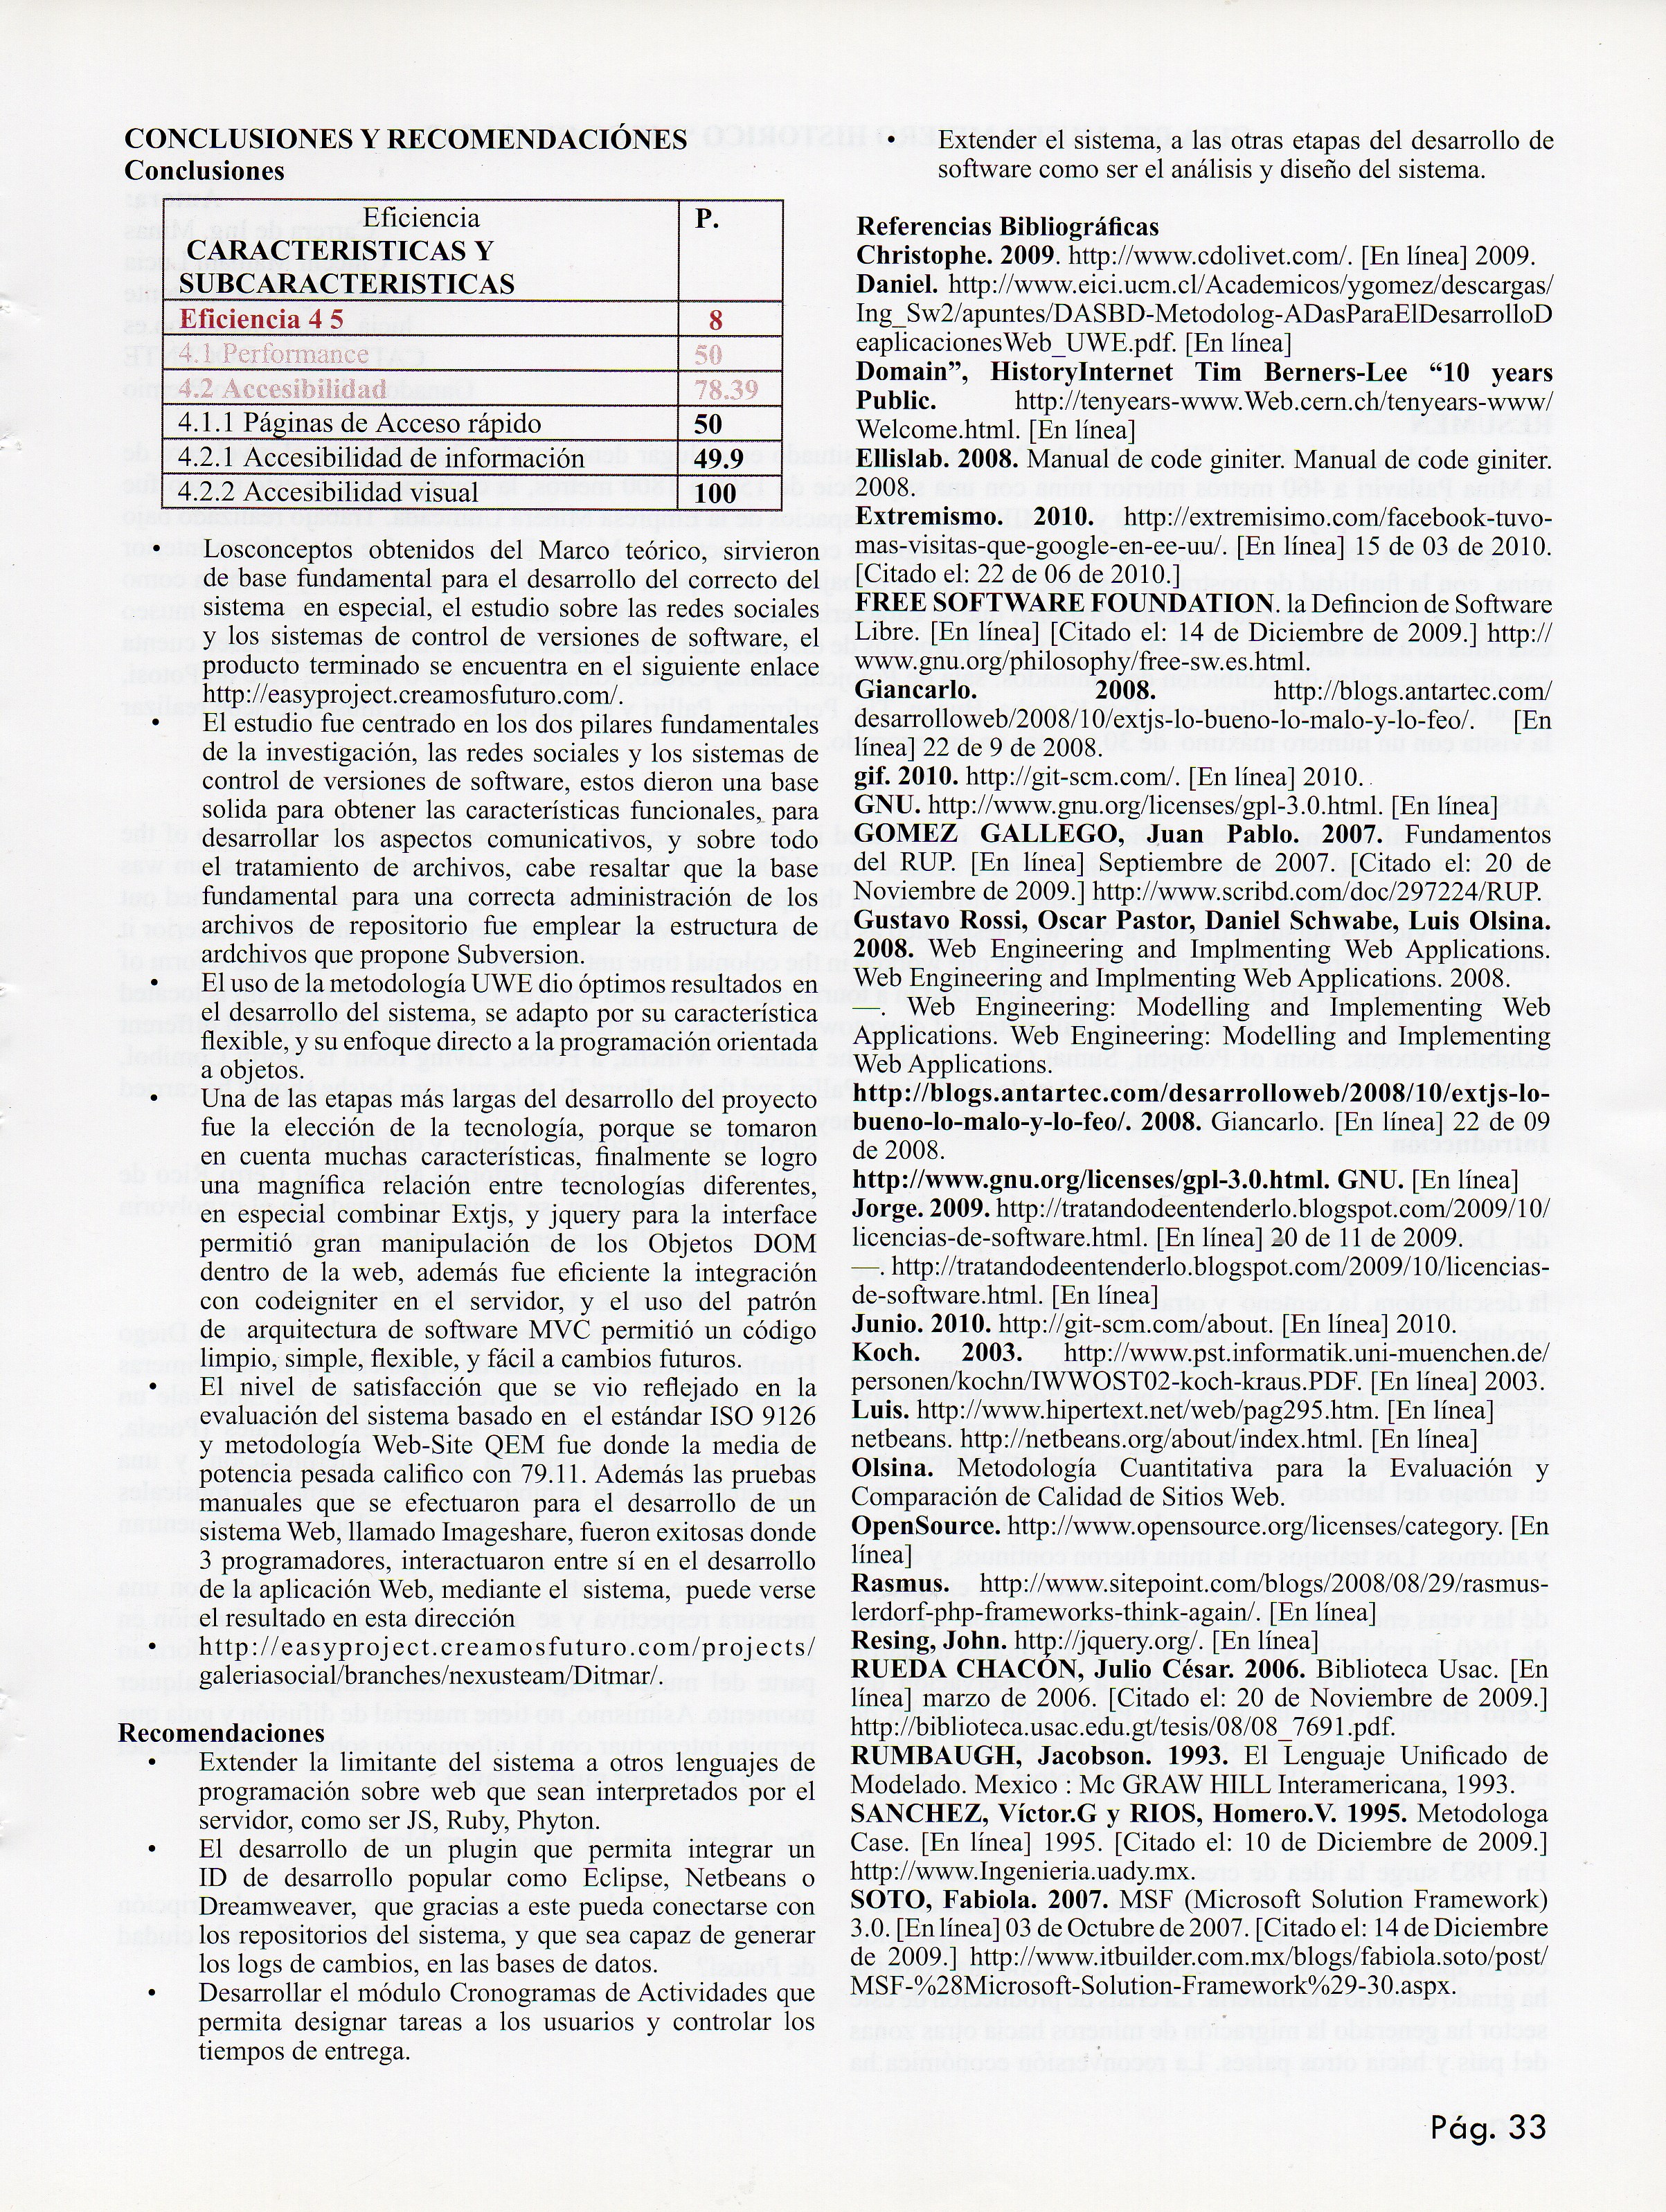 CONCLUSIONES Y RECOMENDACIÓNES
Conclusiones
Eficiencia
P.
CARACTERISTICAS Y
SUBCARACTERISTICAS
Eficiencia 4 5
8
4.1 Performance
50
4.2 Accesibilidad
78.39
4.1.1 Páginas de Acceso rápido
50
4.2.1 Accesibilidad de información
49.9
4.2.2 Accesibilidad visual
100
• Losconceptos obtenidos del Marco teórico, sirvieron
de base fundamental para el desarrollo del correcto del
sistema en especial, el estudio sobre las redes sociales
y los sistemas de control de versiones de software, el
producto terminado se encuentra en el siguiente enlace
http://easyproject.creamosfuturo.com/.
• El estudio fue centrado en los dos pilares fundamentales
de la investigación, las redes sociales y los sistemas de
control de versiones de software, estos dieron una base
solida para obtener las características funcionales, para
desarrollar los aspectos comunicativos, y sobre todo
el tratamiento de archivos, cabe resaltar que la base
fundamental para una correcta administración de los
archivos de repositorio fue emplear la estructura de
ardchivos que propone Subversion.
• El uso de la metodología UWE dio óptimos resultados en
el desarrollo del sistema, se adapto por su característica
flexible, y su enfoque directo a la programación orientada
a objetos.
• Una de las etapas más largas del desarrollo del proyecto
fue la elección de la tecnología, porque se tomaron
en cuenta muchas características, finalmente se logro
una magnífica relación entre tecnologías diferentes,
en especial combinar Extjs, y jquery para la interface
permitió gran manipulación de los Objetos DOM
dentro de la web, además fue eficiente la integración
con codeigniter en el servidor, y el uso del patrón
de arquitectura de software MVC permitió un código
limpio, simple, flexible, y fácil a cambios futuros.
• El nivel de satisfacción que se vio reflejado en la
evaluación del sistema basado en el estándar ISO 9126
y metodología Web-Site QEM fue donde la media de
potencia pesada califico con 79.11. Además las pruebas
manuales que se efectuaron para el desarrollo de un
sistema Web, llamado Imageshare, fueron exitosas donde
3 programadores, interactuaron entre sí en el desarrollo
de la aplicación Web, mediante el sistema, puede verse
el resultado en esta dirección
• http://easyproject.creamosfuturo.com/projects/
galeriasocial/branches/nexusteam/Ditmar/.
Recomendaciones
• Extender la limitante del sistema a otros lenguajes de
programación sobre web que sean interpretados por el
servidor, como ser JS, Ruby, Phyton.
• El desarrollo de un plugin que permita integrar un
ID de desarrollo popular como Eclipse, Netbeans o
Dreamweaver, que gracias a este pueda conectarse con
los repositorios del sistema, y que sea capaz de generar
los logs de cambios, en las bases de datos.
• Desarrollar el módulo Cronogramas de Actividades que
permita designar tareas a los usuarios y controlar los
tiempos de entrega.
• Extender el sistema, a las otras etapas del desarrollo de
software como ser el análisis y diseño del sistema.
Referencias Bibliográficas
Christophe. 2009. http://www.cdolivet.com/. [En línea] 2009.
Daniel. http://www.eici.ucm.cl/Academicos/ygomez/descargas/
Ing_Sw2/apuntes/DASBD-Metodolog-ADasParaElDesarrolloD
eaplicacionesWeb_UWE.pdf. [En línea]
Domain”, HistoryInternet Tim Berners-Lee “10 years
Public. http://tenyears-www.Web.cern.ch/tenyears-www/
Welcome.html. [En línea]
Ellislab. 2008. Manual de code giniter. Manual de code giniter.
2008.
Extremismo. 2010. http://extremisimo.com/facebook-tuvo-
mas-visitas-que-google-en-ee-uu/. [En línea] 15 de 03 de 2010.
[Citado el: 22 de 06 de 2010.]
FREE SOFTWARE FOUNDATION. la Defincion de Software
Libre. [En línea] [Citado el: 14 de Diciembre de 2009.] http://
www.gnu.org/philosophy/free-sw.es.html.
Giancarlo. 2008. http://blogs.antartec.com/
desarrolloweb/2008/10/extjs-lo-bueno-lo-malo-y-lo-feo/. [En
línea] 22 de 9 de 2008.
gif. 2010. http://git-scm.com/. [En línea] 2010.
GNU. http://www.gnu.org/licenses/gpl-3.0.html. [En línea]
GOMEZ GALLEGO, Juan Pablo. 2007. Fundamentos
del RUP. [En línea] Septiembre de 2007. [Citado el: 20 de
Noviembre de 2009.] http://www.scribd.com/doc/297224/RUP.
Gustavo Rossi, Oscar Pastor, Daniel Schwabe, Luis Olsina.
2008. Web Engineering and Implmenting Web Applications.
Web Engineering and Implmenting Web Applications. 2008.
—. Web Engineering: Modelling and Implementing Web
Applications. Web Engineering: Modelling and Implementing
Web Applications.
http://blogs.antartec.com/desarrolloweb/2008/10/extjs-lo-
bueno-lo-malo-y-lo-feo/. 2008. Giancarlo. [En línea] 22 de 09
de 2008.
http://www.gnu.org/licenses/gpl-3.0.html. GNU. [En línea]
Jorge. 2009. http://tratandodeentenderlo.blogspot.com/2009/10/
licencias-de-software.html. [En línea] 20 de 11 de 2009.
—. http://tratandodeentenderlo.blogspot.com/2009/10/licencias-
de-software.html. [En línea]
Junio. 2010. http://git-scm.com/about. [En línea] 2010.
Koch. 2003. http://www.pst.informatik.uni-muenchen.de/
personen/kochn/IWWOST02-koch-kraus.PDF. [En línea] 2003.
Luis. http://www.hipertext.net/web/pag295.htm. [En línea]
netbeans. http://netbeans.org/about/index.html. [En línea]
Olsina. Metodología Cuantitativa para la Evaluación y
Comparación de Calidad de Sitios Web.
OpenSource. http://www.opensource.org/licenses/category. [En
línea]
Rasmus. http://www.sitepoint.com/blogs/2008/08/29/rasmus-
lerdorf-php-frameworks-think-again/. [En línea]
Resing, John. http://jquery.org/. [En línea]
RUEDA CHACÓN, Julio César. 2006. Biblioteca Usac. [En
línea] marzo de 2006. [Citado el: 20 de Noviembre de 2009.]
http://biblioteca.usac.edu.gt/tesis/08/08_7691.pdf.
RUMBAUGH, Jacobson. 1993. El Lenguaje Unificado de
Modelado. Mexico : Mc GRAW HILL Interamericana, 1993.
SANCHEZ, Víctor.G y RIOS, Homero.V. 1995. Metodologa
Case. [En línea] 1995. [Citado el: 10 de Diciembre de 2009.]
http://www.Ingenieria.uady.mx.
SOTO, Fabiola. 2007. MSF (Microsoft Solution Framework)
3.0. [En línea] 03 de Octubre de 2007. [Citado el: 14 de Diciembre
de 2009.] http://www.itbuilder.com.mx/blogs/fabiola.soto/post/
MSF-%28Microsoft-Solution-Framework%29-30.aspx.
Pág. 33